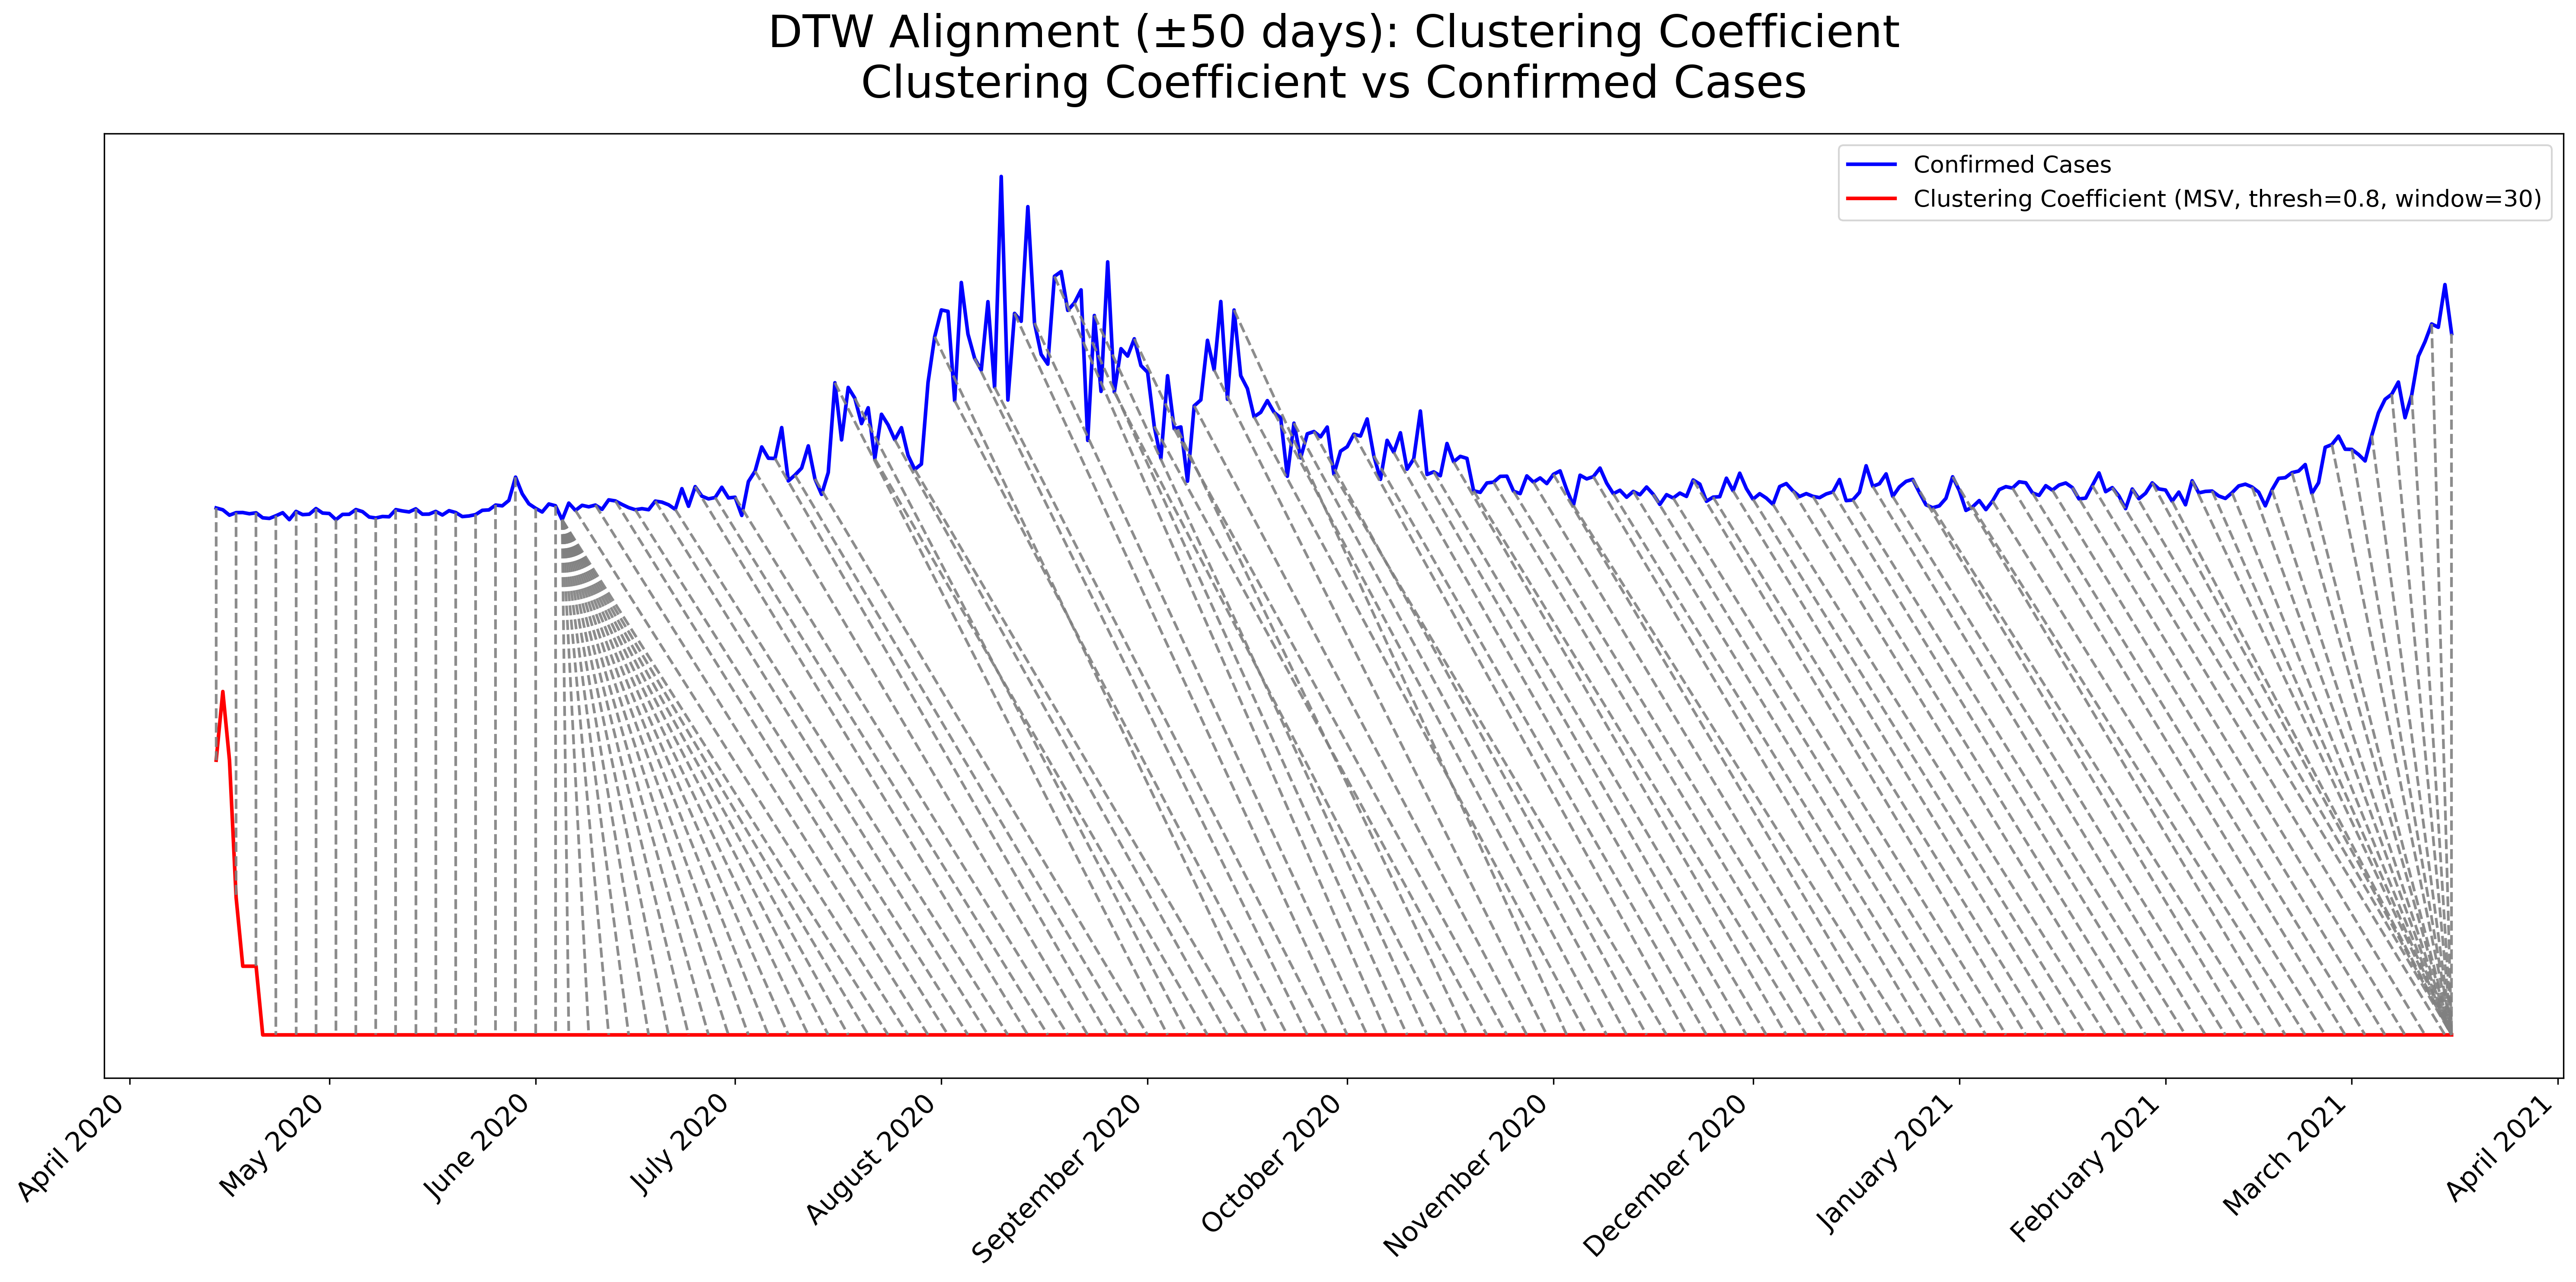 DTW Alignment (±50 days): Clustering Coefficient
Clustering Coefficient vs Confirmed Cases
Confirmed Cases
Clustering Coefficient (MSV, thresh=0.8, window=30)
April 2020
May 2020
June 2020
July 2020
August 2020
September 2020
October 2020
November 2020
December 2020
January 2021
February 2021
March 2021
April 2021